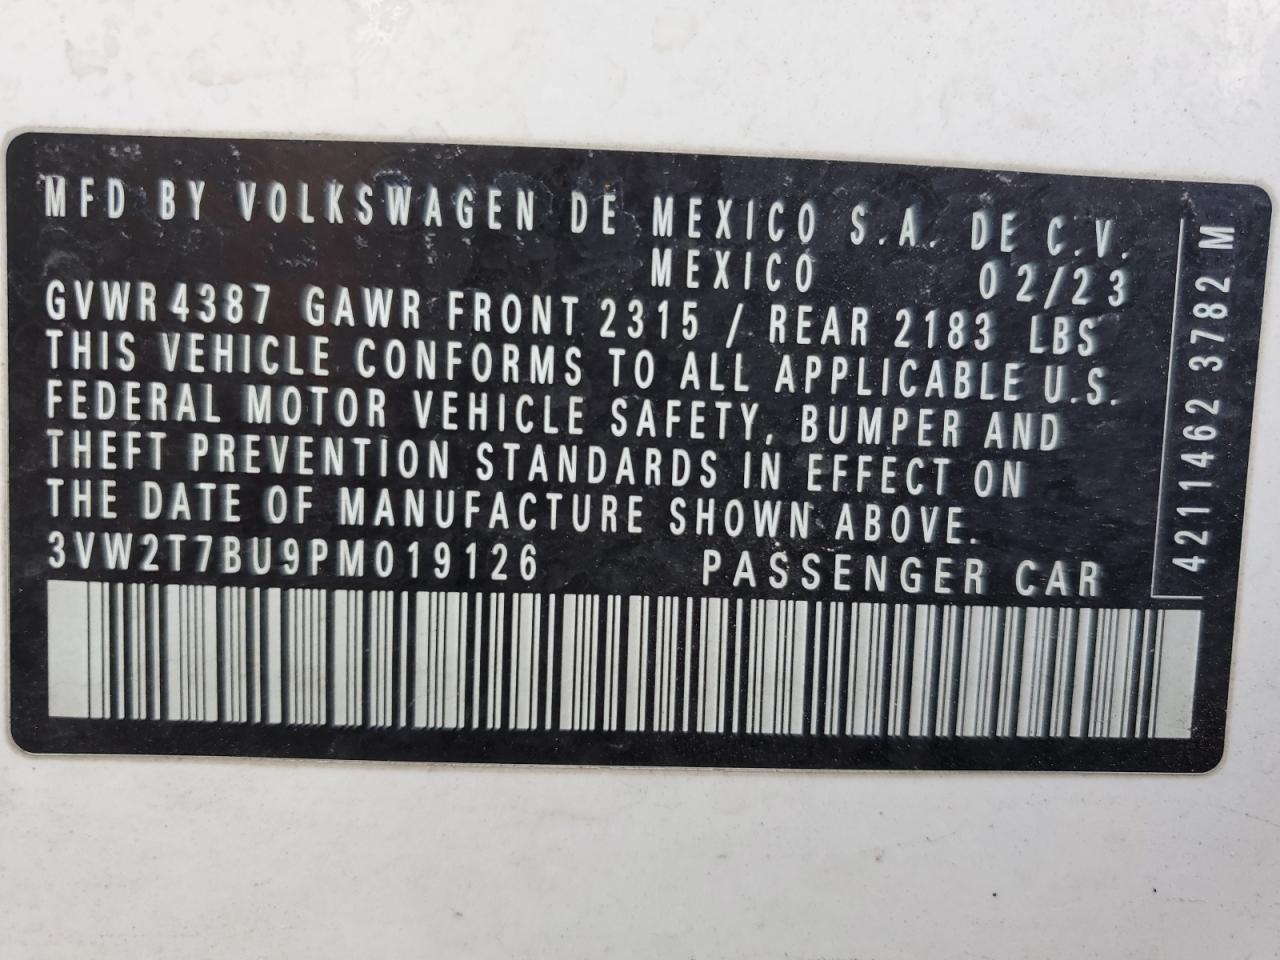 MFD BY VOLKSWAGEN DE MEXICO S.A. DE C.V.
MEXICO 02/23
GVWR 4387 GAWR FRONT 2315 / REAR 2183 LBS
THIS VEHICLE CONFORMS TO ALL APPLICABLE U.S.
FEDERAL MOTOR VEHICLE SAFETY, BUMPER AND
THEFT PREVENTION STANDARDS IN EFFECT ON
THE DATE OF MANUFACTURE SHOWN ABOVE.
3VW2T7BU9PM019126 PASSENGER CAR
4211462 3782 M